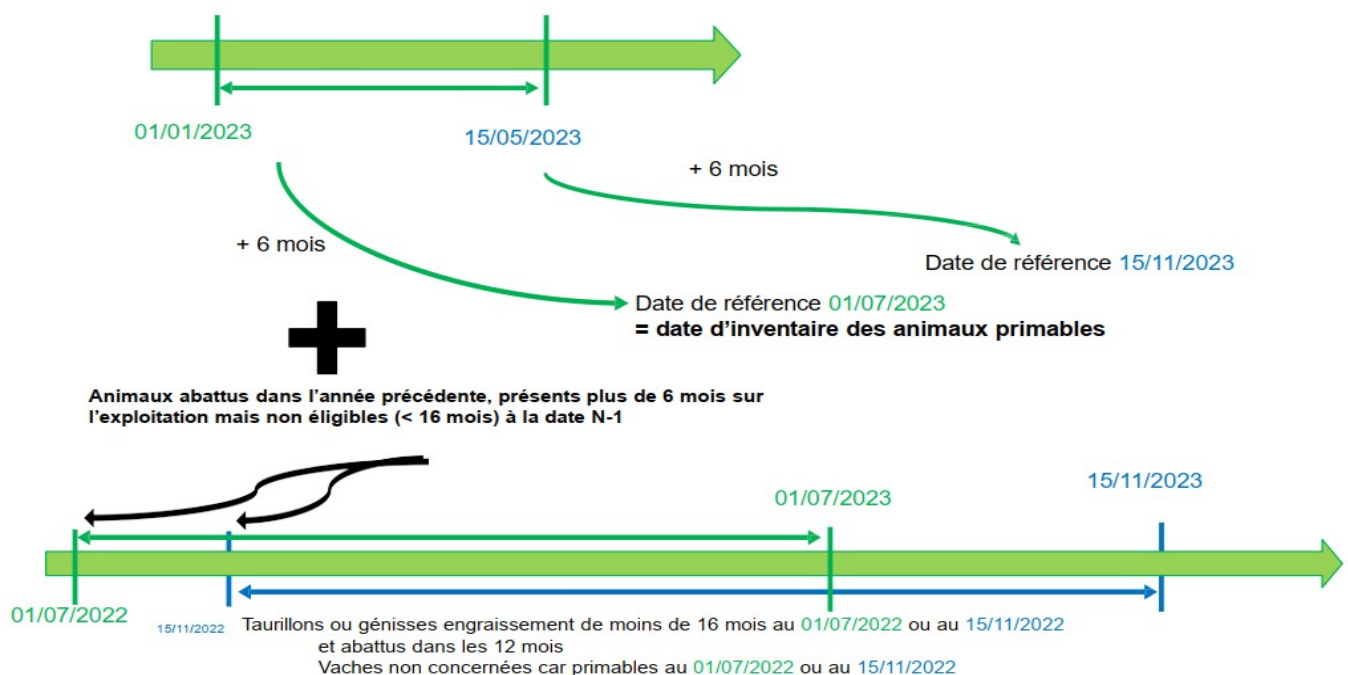 01/01/2023
15/05/2023
+ 6 mois
+ 6 mois
Date de référence 15/11/2023
Date de référence 01/07/2023
= date d’inventaire des animaux primables
Animaux abattus dans l’année précédente, présents plus de 6 mois sur
l’exploitation mais non éligibles (< 16 mois) à la date N-1
15/11/2023
01/07/2023
01/07/2022
15/11/2022
Taurillons ou génisses engraissement de moins de 16 mois au 01/07/2022 ou au 15/11/2022
et abattus dans les 12 mois
Vaches non concernées car primables au 01/07/2022 ou au 15/11/2022